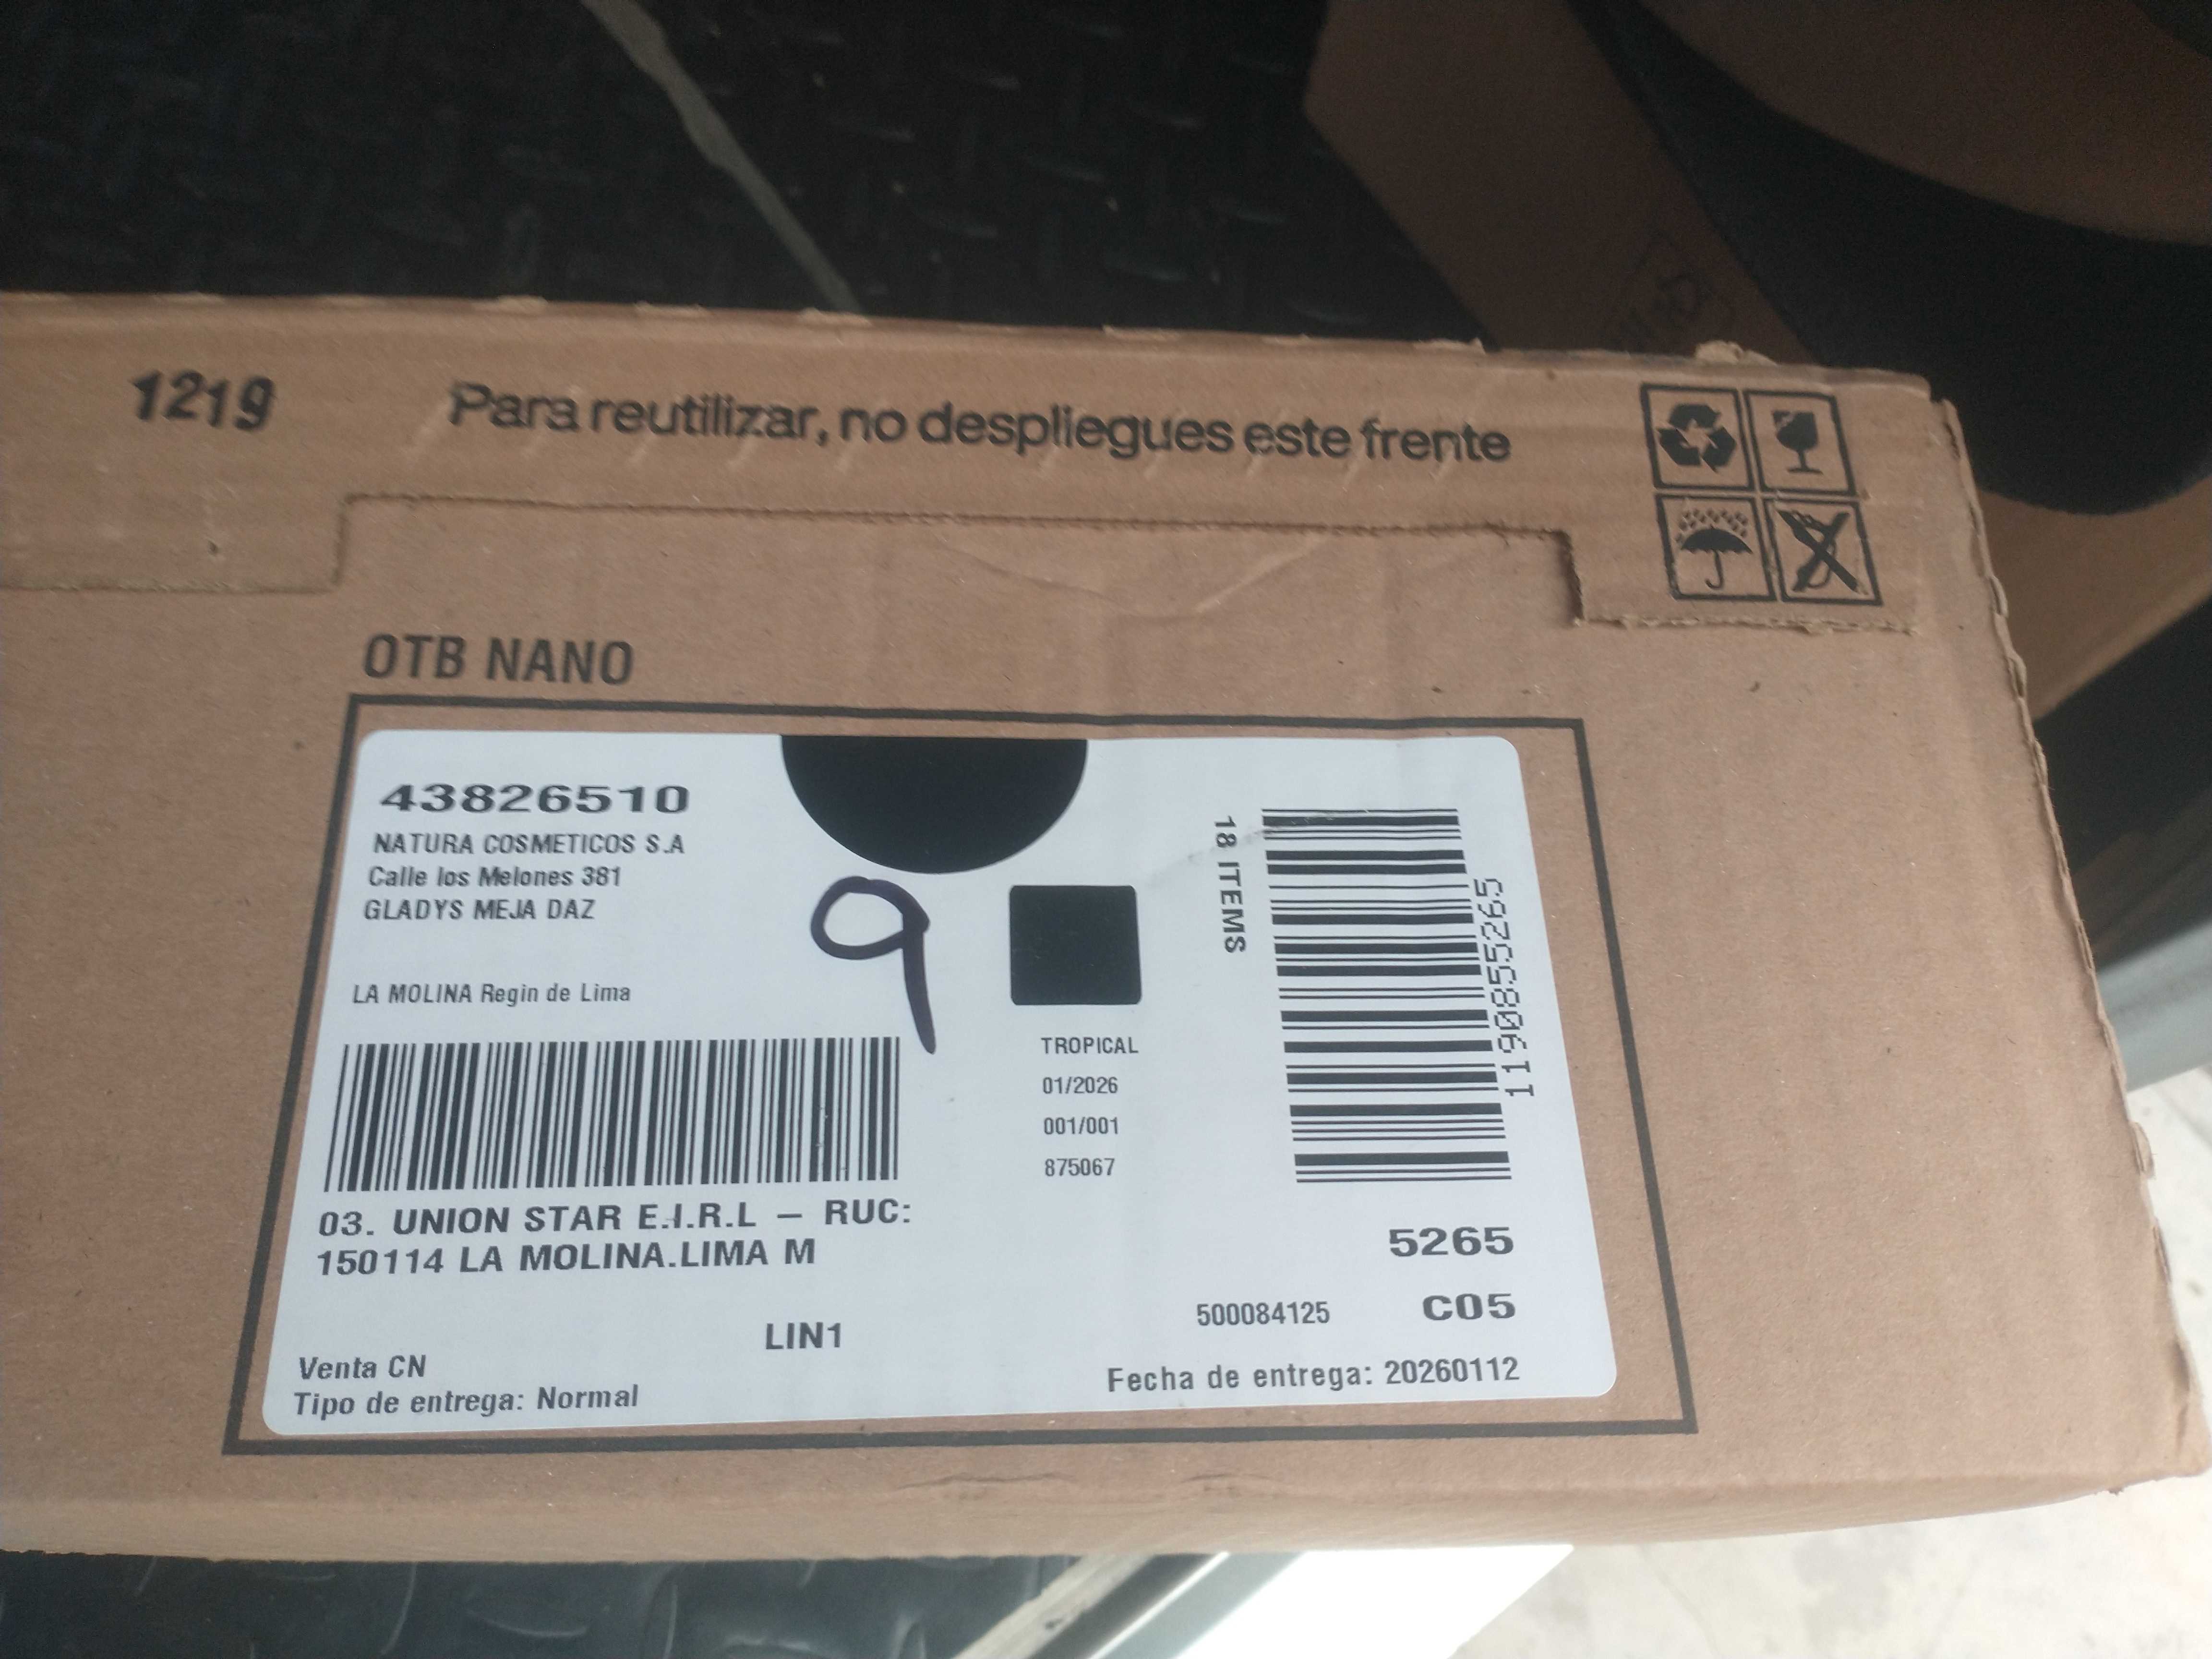 1219
Para reutilizar, no despliegues este frente
OTB NANO
43826510
NATURA COSMETICOS S.A
Calle los Melones 381
GLADYS MEJA DAZ
LA MOLINA Regin de Lima
9
18 ITEMS
1190855265
TROPICAL
01/2026
001/001
875067
03. UNION STAR E.I.R.L – RUC:
150114 LA MOLINA.LIMA M
5265
500084125 C05
LIN1
Venta CN
Tipo de entrega: Normal
Fecha de entrega: 20260112